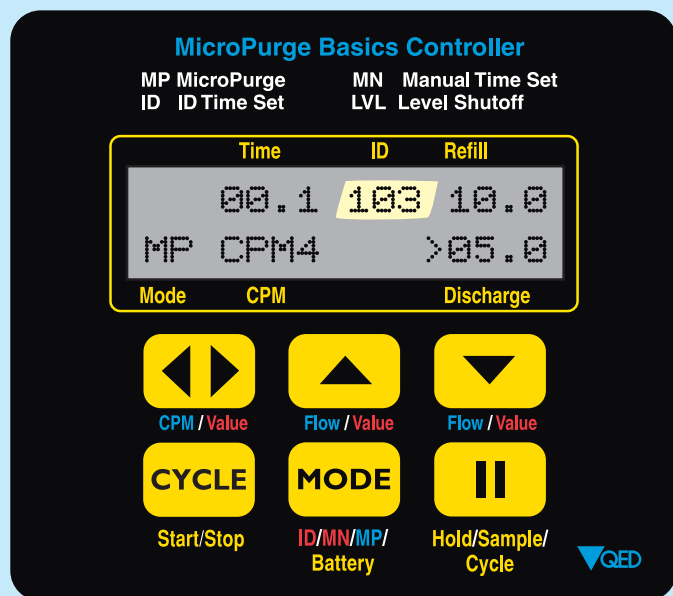 MicroPurge Basics Controller
MP MicroPurge MN Manual Time Set
ID ID Time Set LVL Level Shutoff
Time ID Refill
00.1 103 10.0
MP CPM4 >05.0
Mode CPM Discharge
CPM / Value Flow / Value Flow / Value
CYCLE MODE
Start/Stop ID/MN/MP/ Hold/Sample/
Battery Cycle
QED